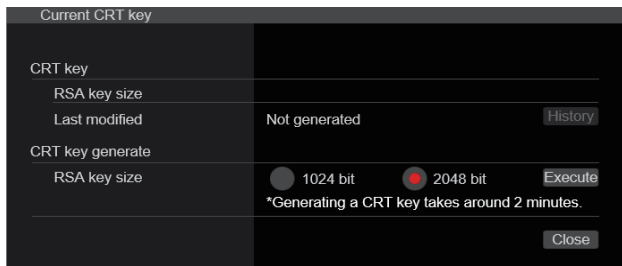 Current CRT key
CRT key
RSA key size
Last modified Not generated History
CRT key generate
RSA key size 1024 bit 2048 bit Execute
*Generating a CRT key takes around 2 minutes.
Close